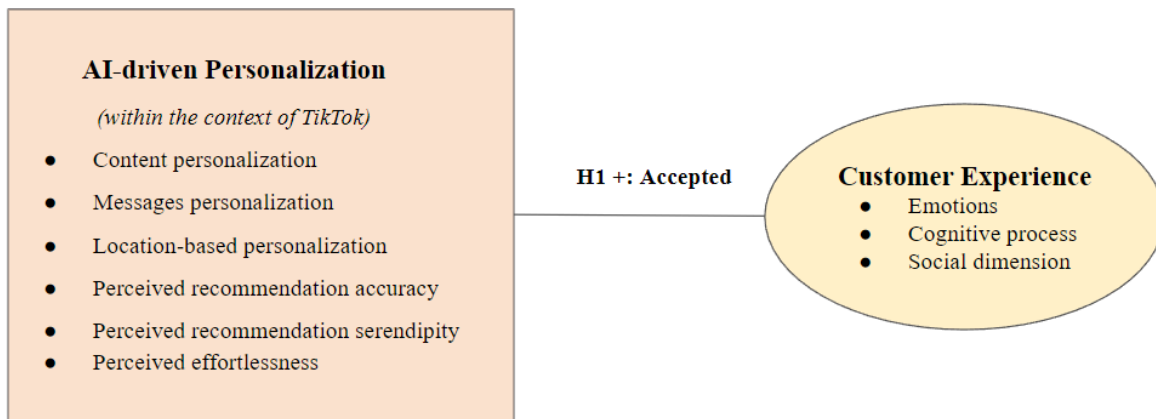 AI-driven Personalization
(within the context of TikTok)
● Content personalization
● Messages personalization
● Location-based personalization
● Perceived recommendation accuracy
● Perceived recommendation serendipity
● Perceived effortlessness
H1 +: Accepted
Customer Experience
● Emotions
● Cognitive process
● Social dimension